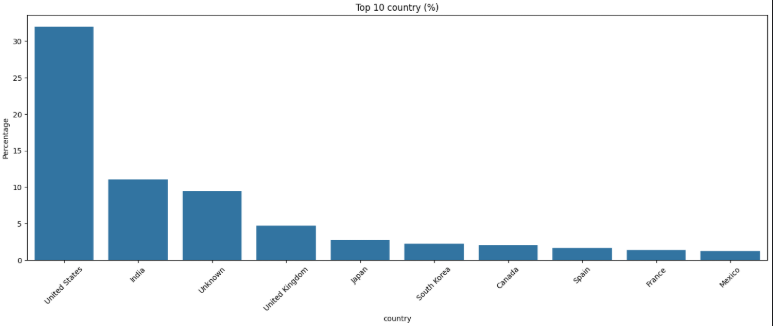 Top 10 country (%)
Percentage
30
25
20
15
10
5
0
United States
India
Unknown
United Kingdom
Japan
South Korea
Canada
Spain
France
Mexico
country